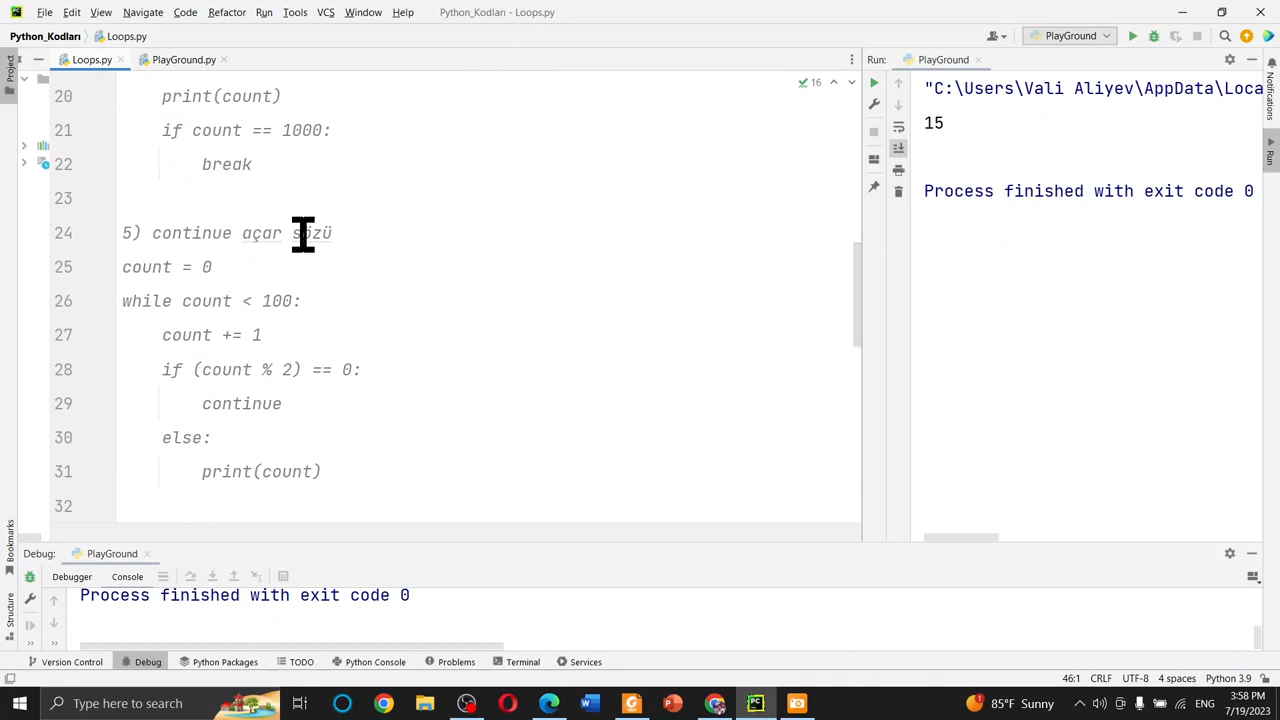 File Edit View Navigate Code Refactor Run Tools VCS Window Help Python_Kodları - Loops.py
Python_Kodları Loops.py PlayGround
Project Loops.py PlayGround.py Run: PlayGround
16
20 print(count)
21 if count == 1000:
22 break
23
24 5) continue açar sözü
25 count = 0
26 while count < 100:
27 count += 1
28 if (count % 2) == 0:
29 continue
30 else:
31 print(count)
32
"C:\Users\Vali Aliyev\AppData\Loca
15
Process finished with exit code 0
Notifications
Run
Bookmarks
Structure
Debug: PlayGround
Debugger Console
Process finished with exit code 0
Version Control Debug Python Packages TODO Python Console Problems Terminal Services
46:1 CRLF UTF-8 4 spaces Python 3.9
Type here to search
85°F Sunny ENG
3:58 PM
7/19/2023